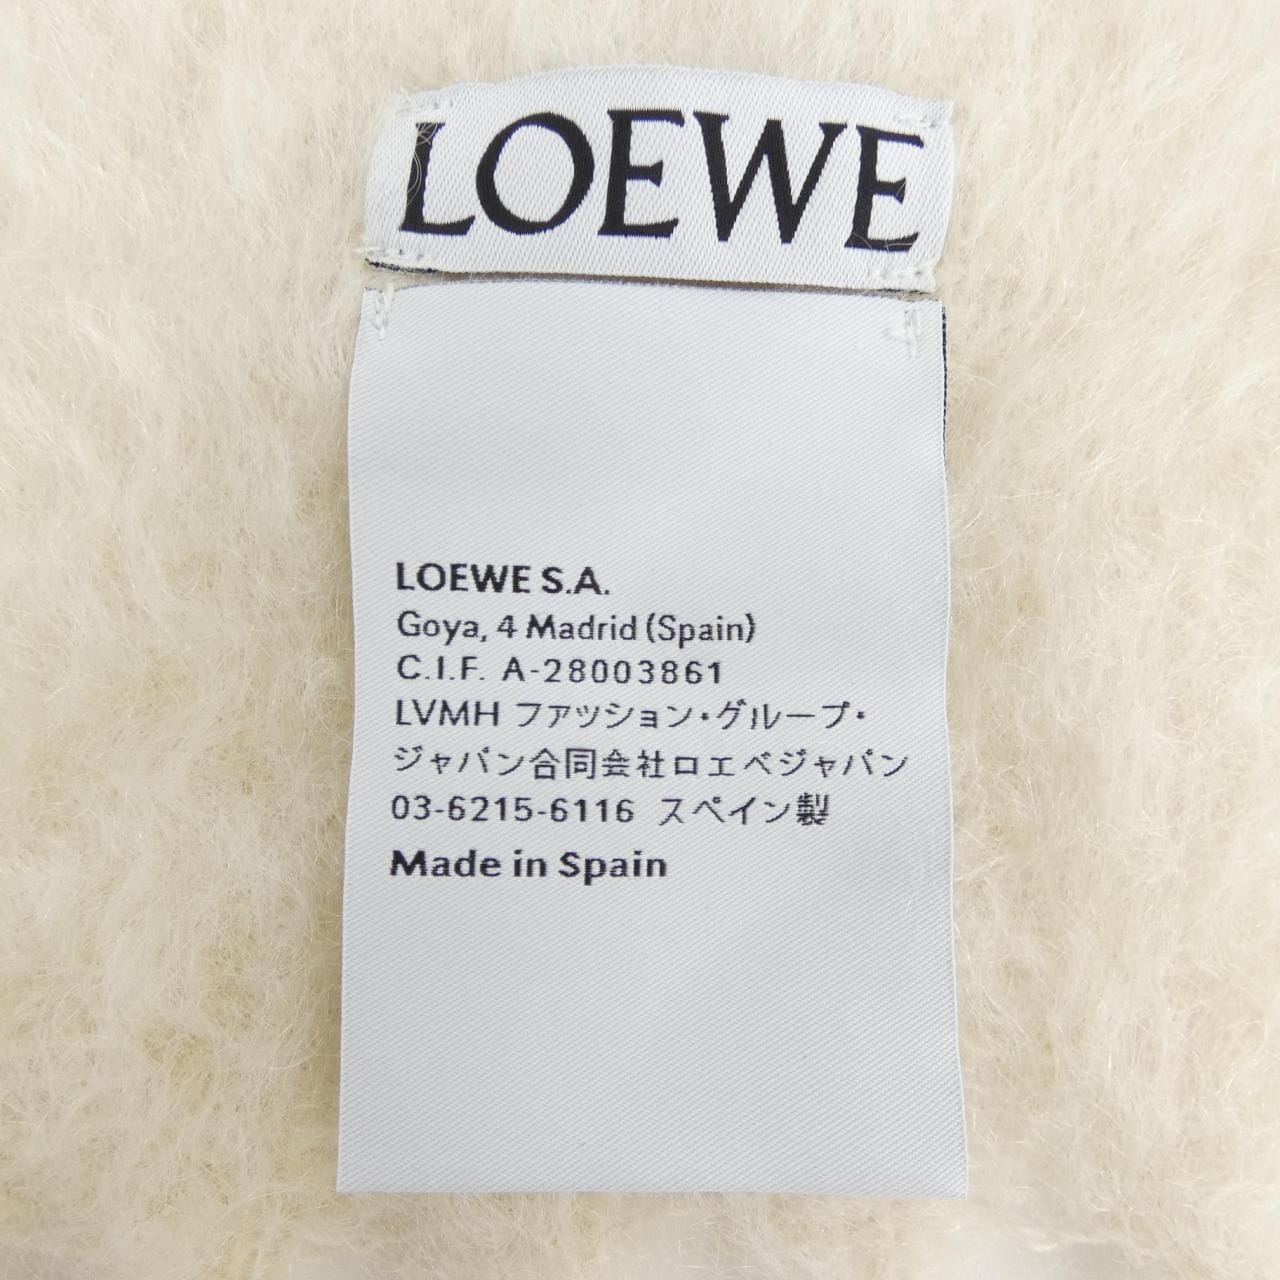 LOEWE
LOEWE S.A.
Goya, 4 Madrid (Spain)
C.I.F. A-28003861
LVMH ファッション・グループ・
ジャパン合同会社ロエベジャパン
03-6215-6116 スペイン製
Made in Spain